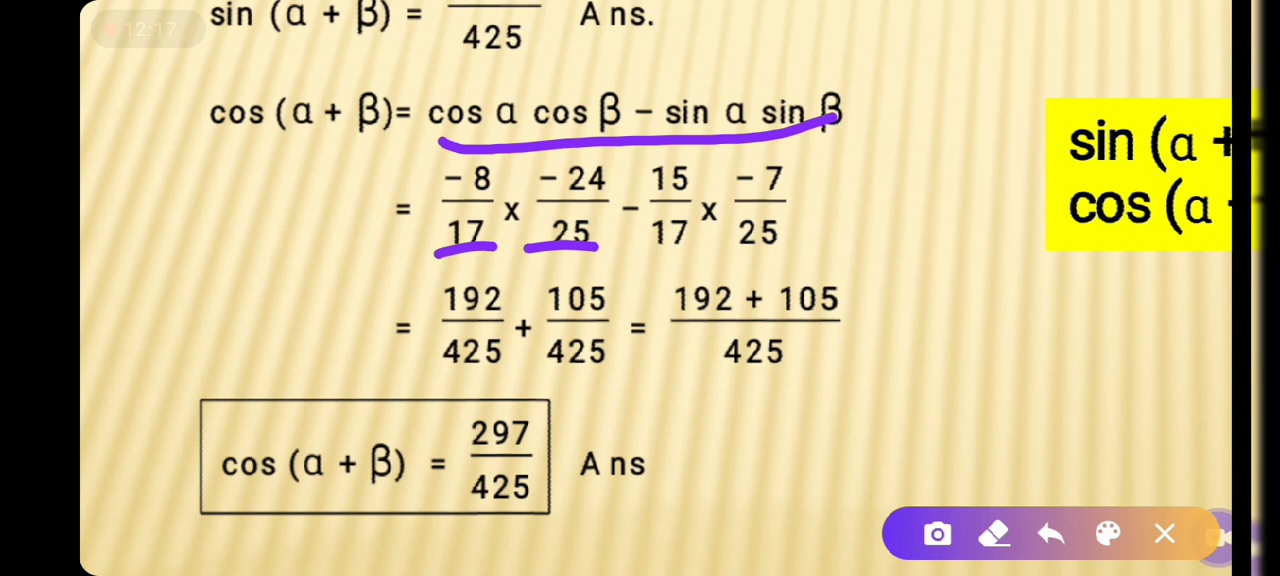 12:17
sin (α + β) = /425 Ans.
cos (α + β)= cos α cos β – sin α sin β
= –8/17 x –24/25 – 15/17 x –7/25
= 192/425 + 105/425 = 192 + 105/425
cos (α + β) = 297/425 Ans
sin (α +
cos (α